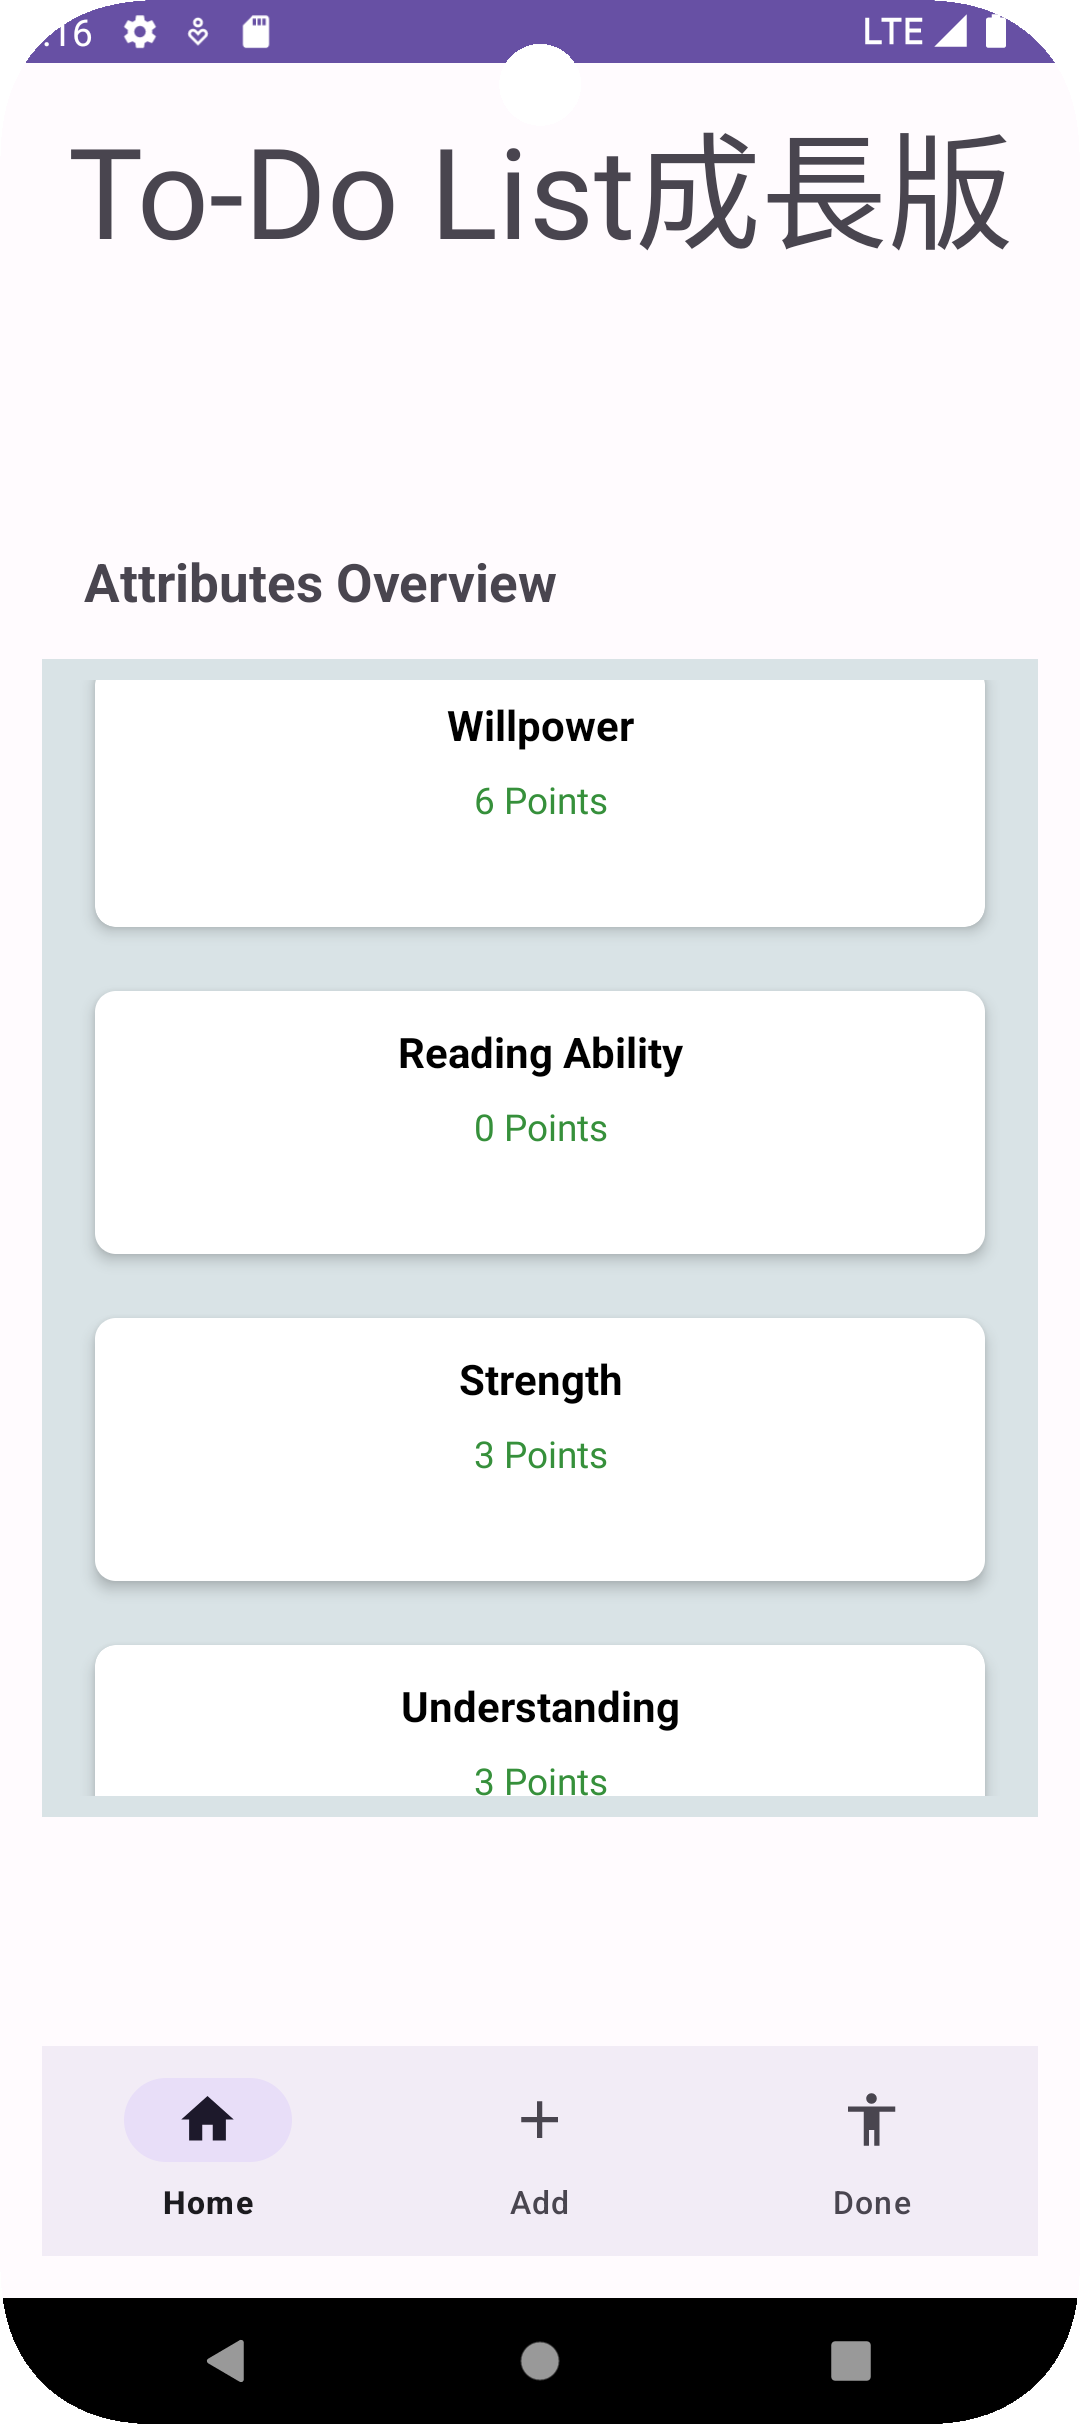 :16 LTE
To-Do List成長版
Attributes Overview
Willpower
6 Points
Reading Ability
0 Points
Strength
3 Points
Understanding
3 Points
Home Add Done